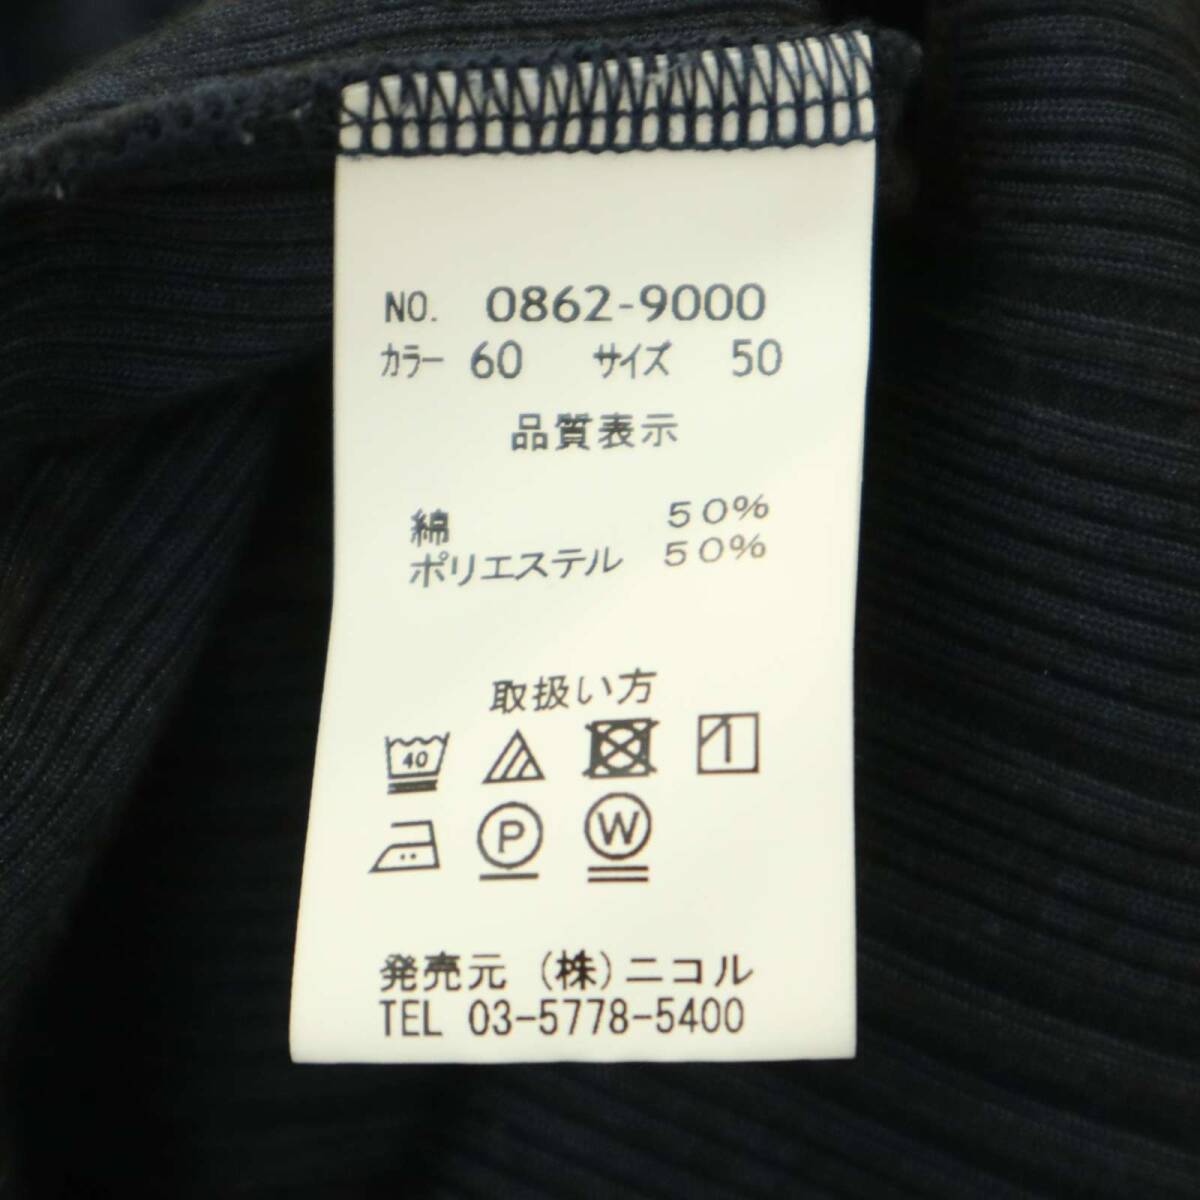 NO. 0862-9000
カラー 60 サイズ 50
品質表示
綿 50%
ポリエステル 50%
取扱い方
40
P W
発売元 (株)ニコル
TEL 03-5778-5400